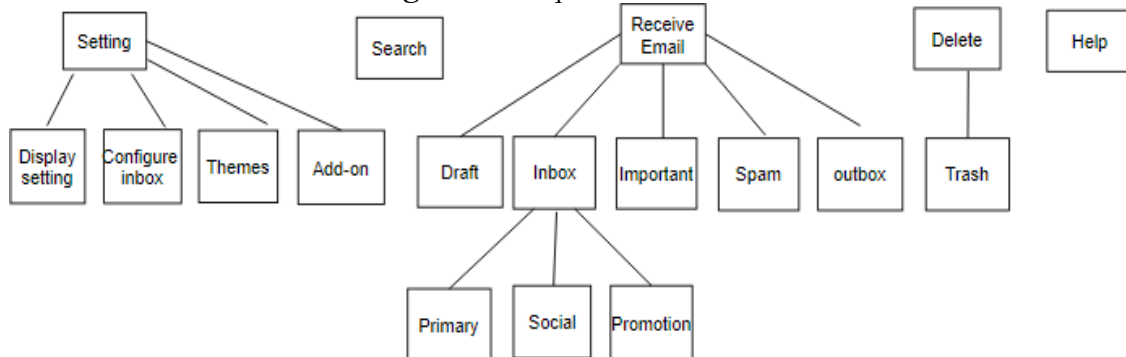 Setting
Search
Receive
Email
Delete
Help
Display
setting
Configure
inbox
Themes
Add-on
Draft
Inbox
Important
Spam
outbox
Trash
Primary
Social
Promotion